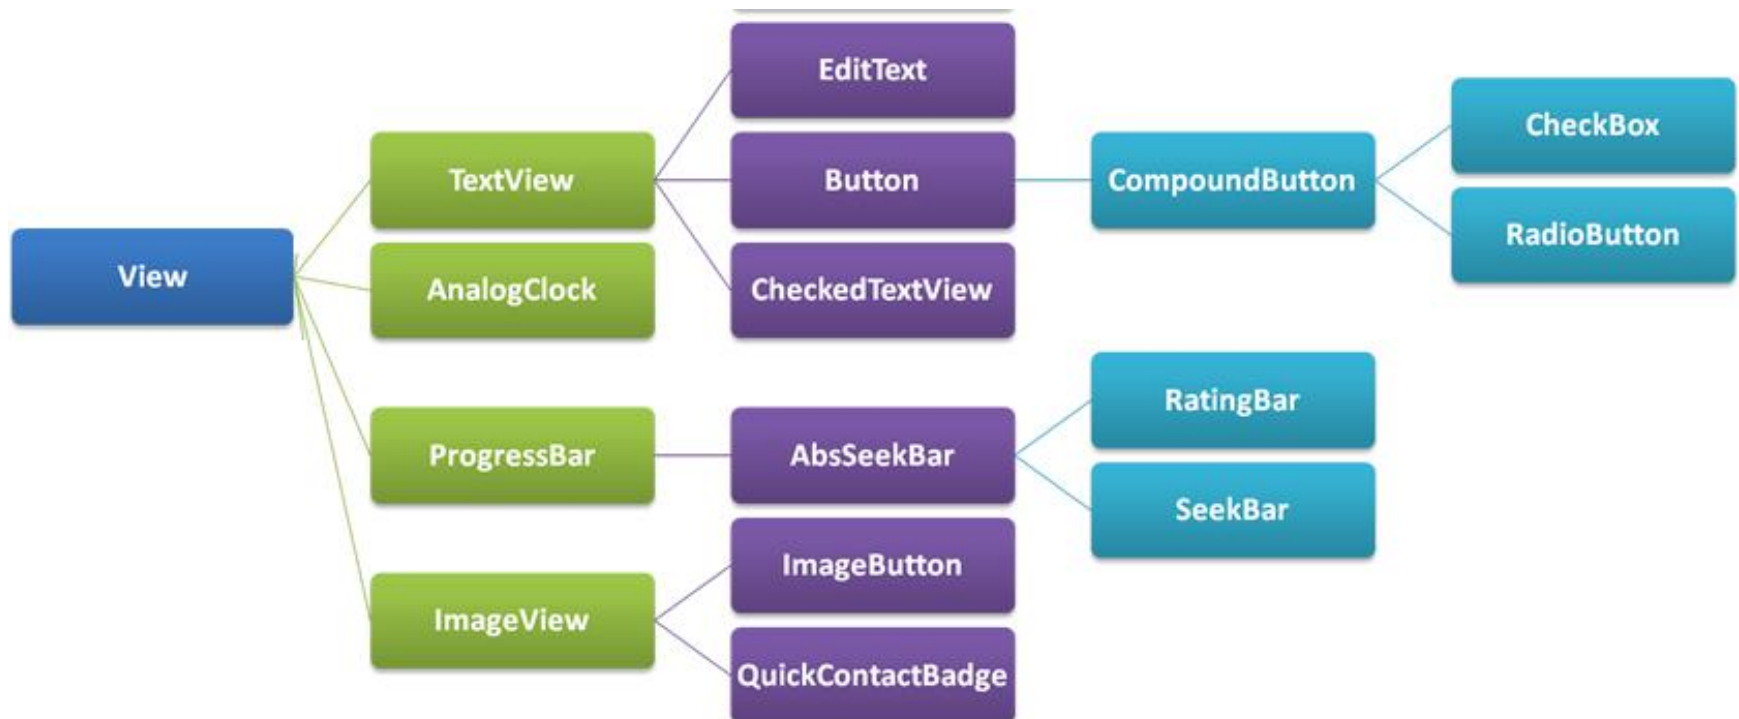 View
TextView
AnalogClock
ProgressBar
ImageView
EditText
Button
CheckedTextView
AbsSeekBar
ImageButton
QuickContactBadge
CompoundButton
RatingBar
SeekBar
CheckBox
RadioButton